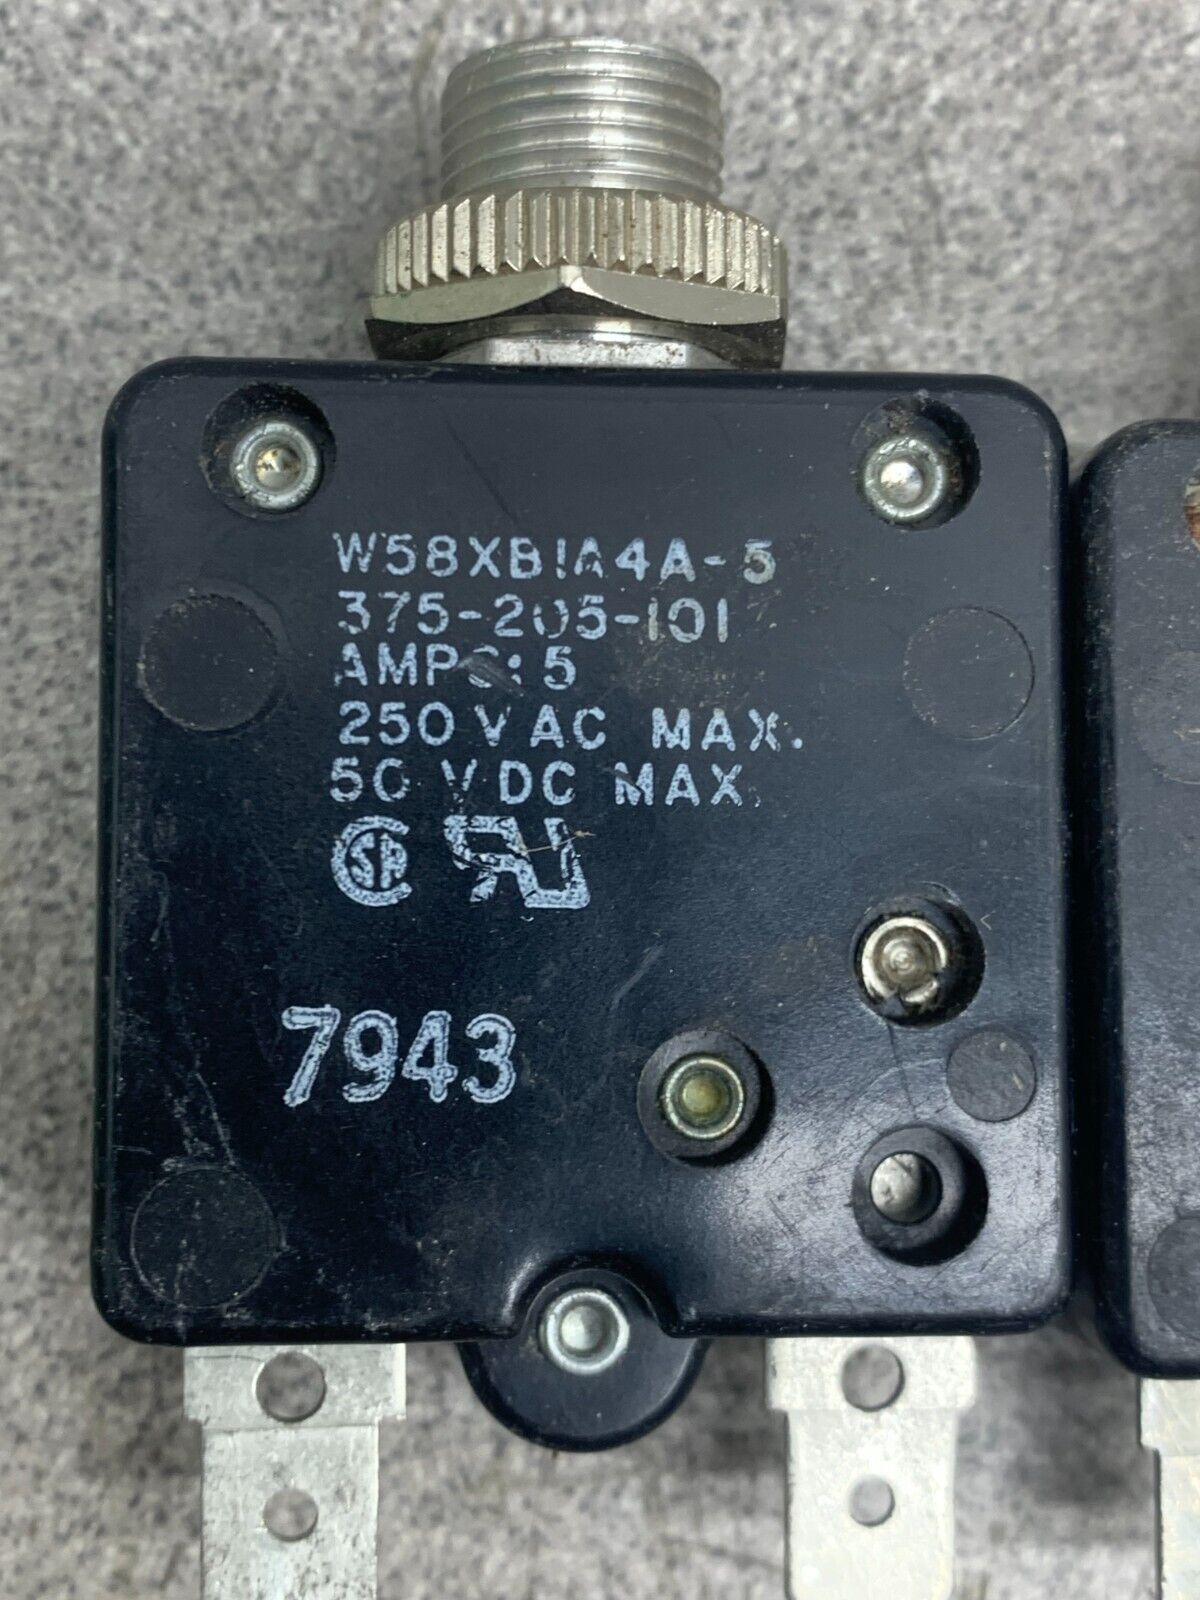 W58XB1A4A-5
375-205-101
AMPS: 5
250 VAC MAX.
50 VDC MAX.
7943